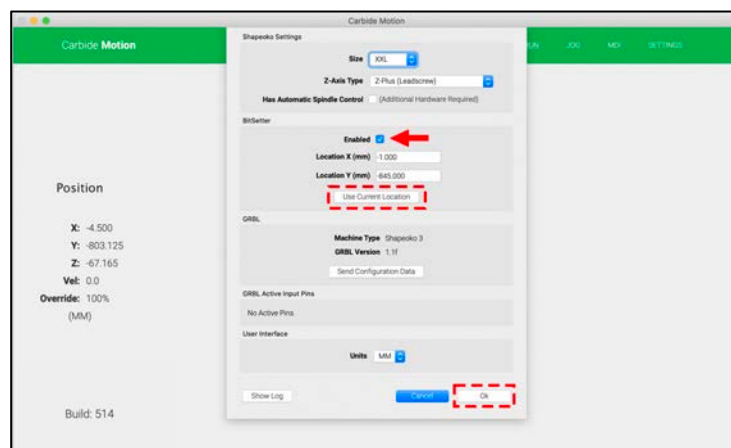 Carbide Motion
Carbide Motion
RUN JOG MDI SETTINGS
Shapeoko Settings
Size XXL
Z-Axis Type Z-Plus (Leadscrew)
Has Automatic Spindle Control (Additional Hardware Required)
BitSetter
Enabled
Location X (mm) -1.000
Location Y (mm) -845.000
Use Current Location
GRBL
Machine Type Shapeoko 3
GRBL Version 1.1f
Send Configuration Data
GRBL Active Input Pins
No Active Pins
User Interface
Units MM
Show Log Cancel Ok
Position
X: -4.500
Y: -803.125
Z: -67.165
Vel: 0.0
Override: 100%
(MM)
Build: 514